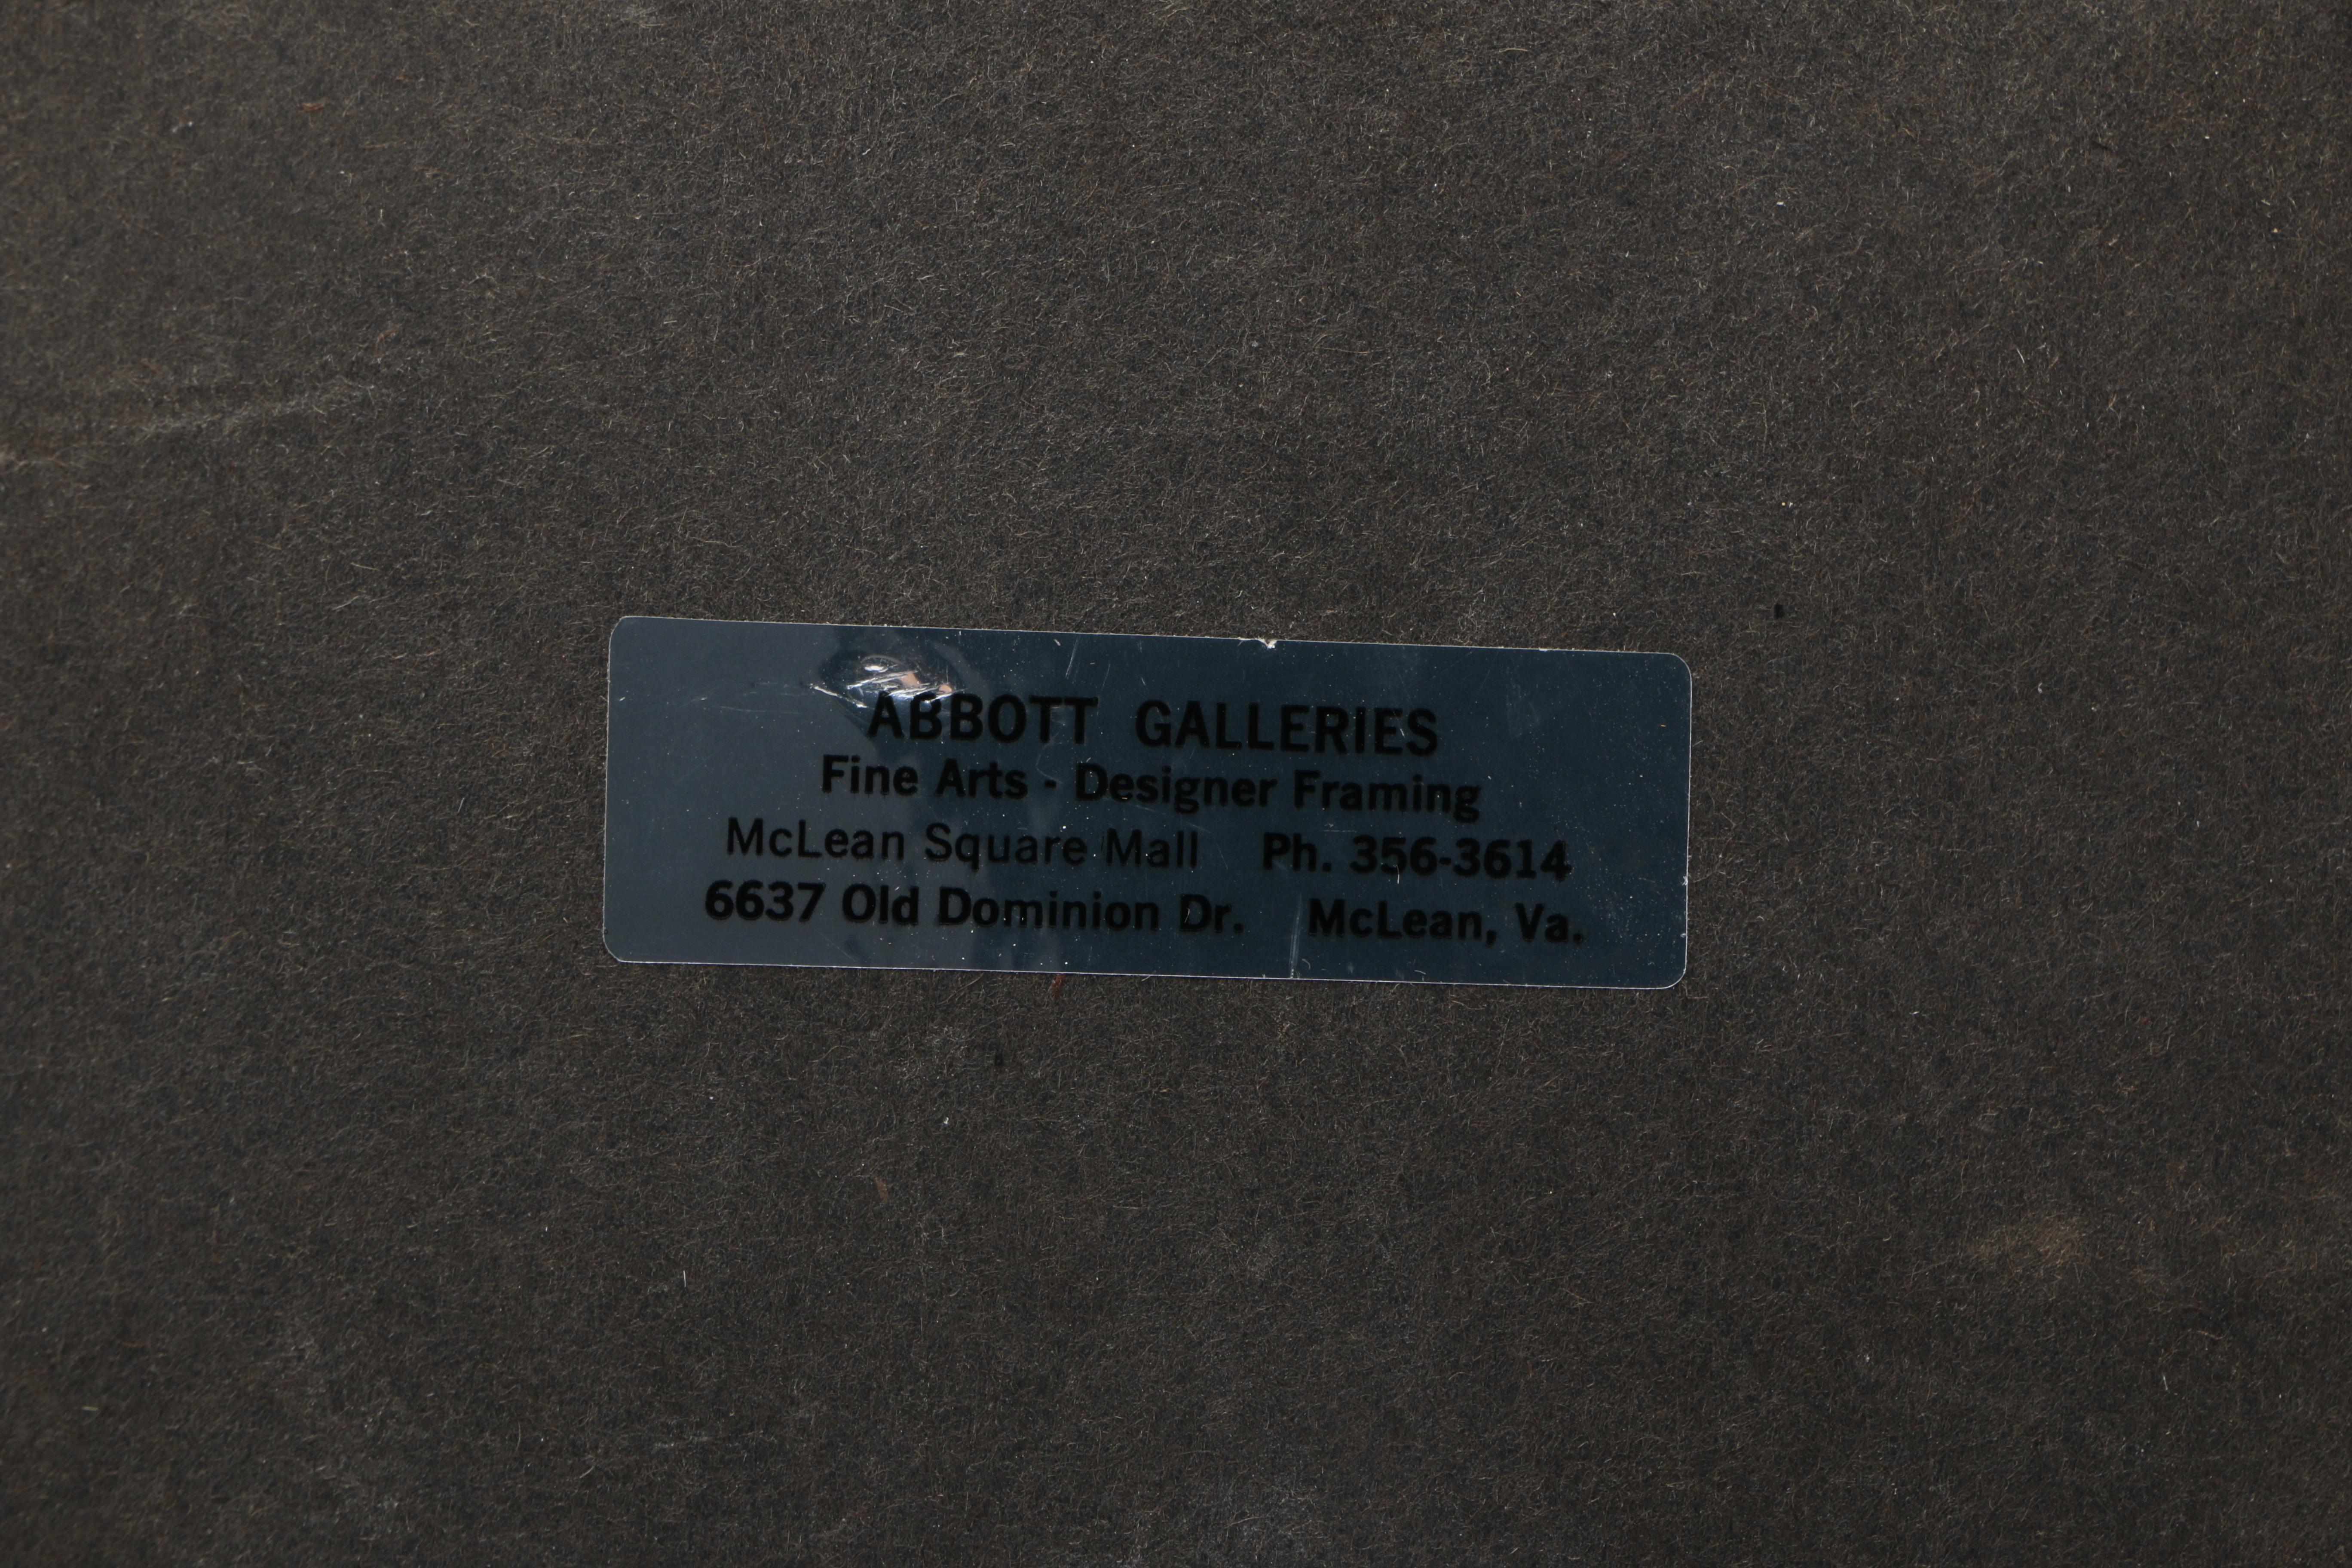 ABBOTT GALLERIES
Fine Arts - Designer Framing
McLean Square Mall Ph. 356-3614
6637 Old Dominion Dr. McLean, Va.